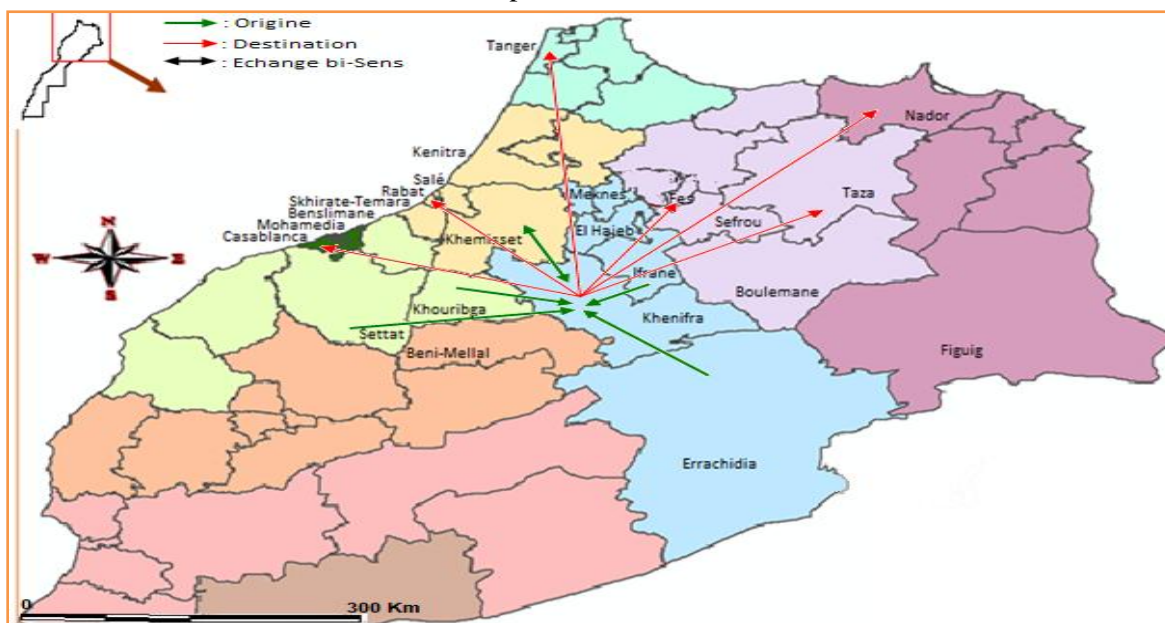 : Origine
: Destination
: Echange bi-Sens
Tanger
Nador
Kenitra
Salé
Rabat
Skhirate-Temara
Benslimane
Mohamedia
Casablanca
Meknes
Fes
Taza
Sefrou
El Hajeb
Khemisset
Ifrane
Boulemane
Khouribga
Khenifra
Settat
Beni-Mellal
Figuig
Errachidia
N
W
E
S
0
300 Km